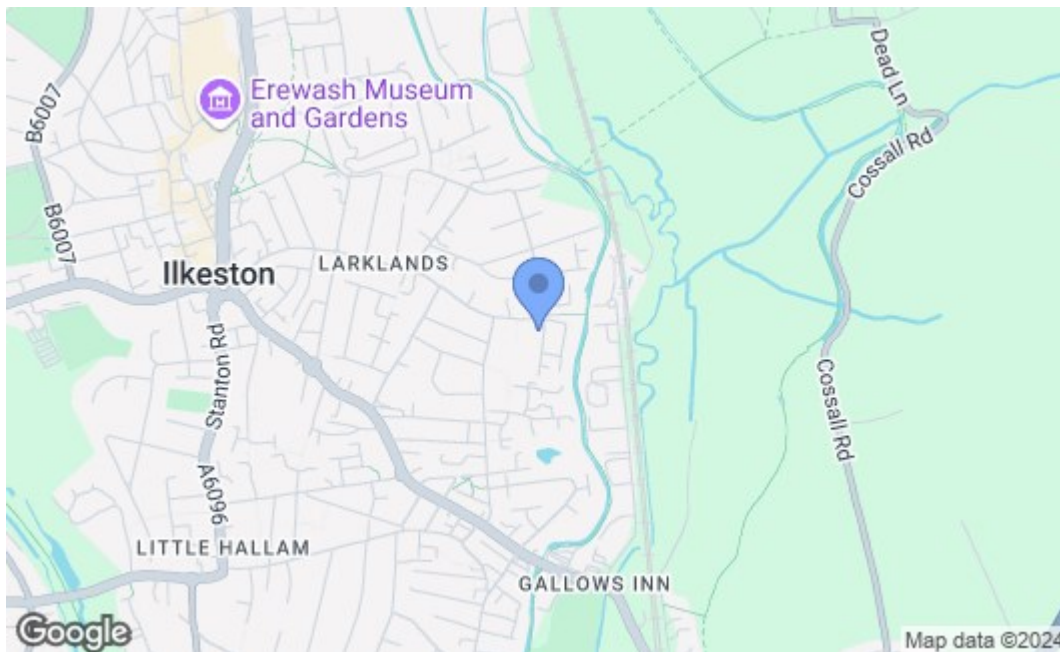 Erewash Museum
and Gardens
B6007
B6007
Dead Ln
Cossall Rd
LARKLANDS
Ilkeston
Stanton Rd
Cossall Rd
A6096
LITTLE HALLAM
GALLOWS INN
Google
Map data ©2024